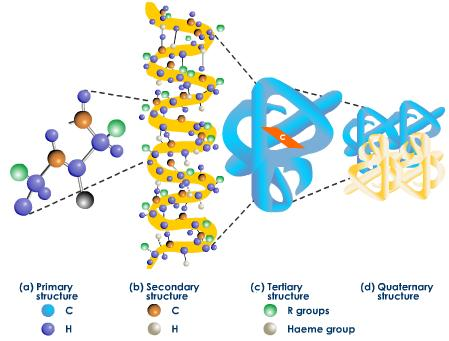 (a) Primary structure
(b) Secondary structure
(c) Tertiary structure
(d) Quaternary structure
C
C
R groups
H
H
Haeme group